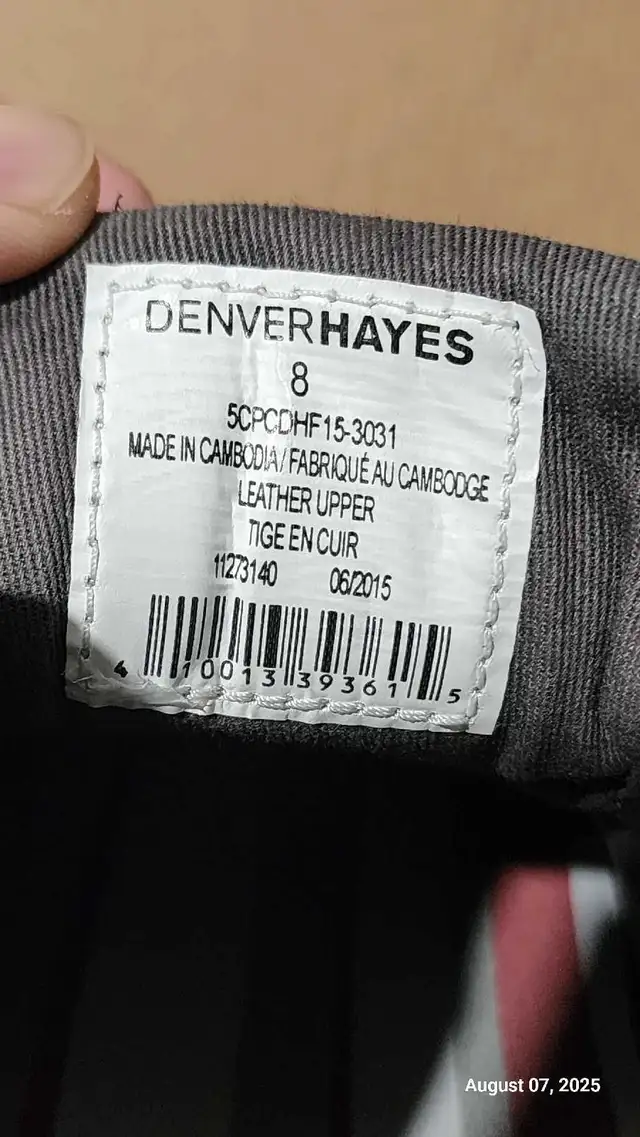 DENVERHAYES
8
5CPCDHF15-3031
MADE IN CAMBODIA / FABRIQUÉ AU CAMBODGE
LEATHER UPPER
TIGE EN CUIR
11273140 06/2015
4 10013 39361 5
August 07, 2025